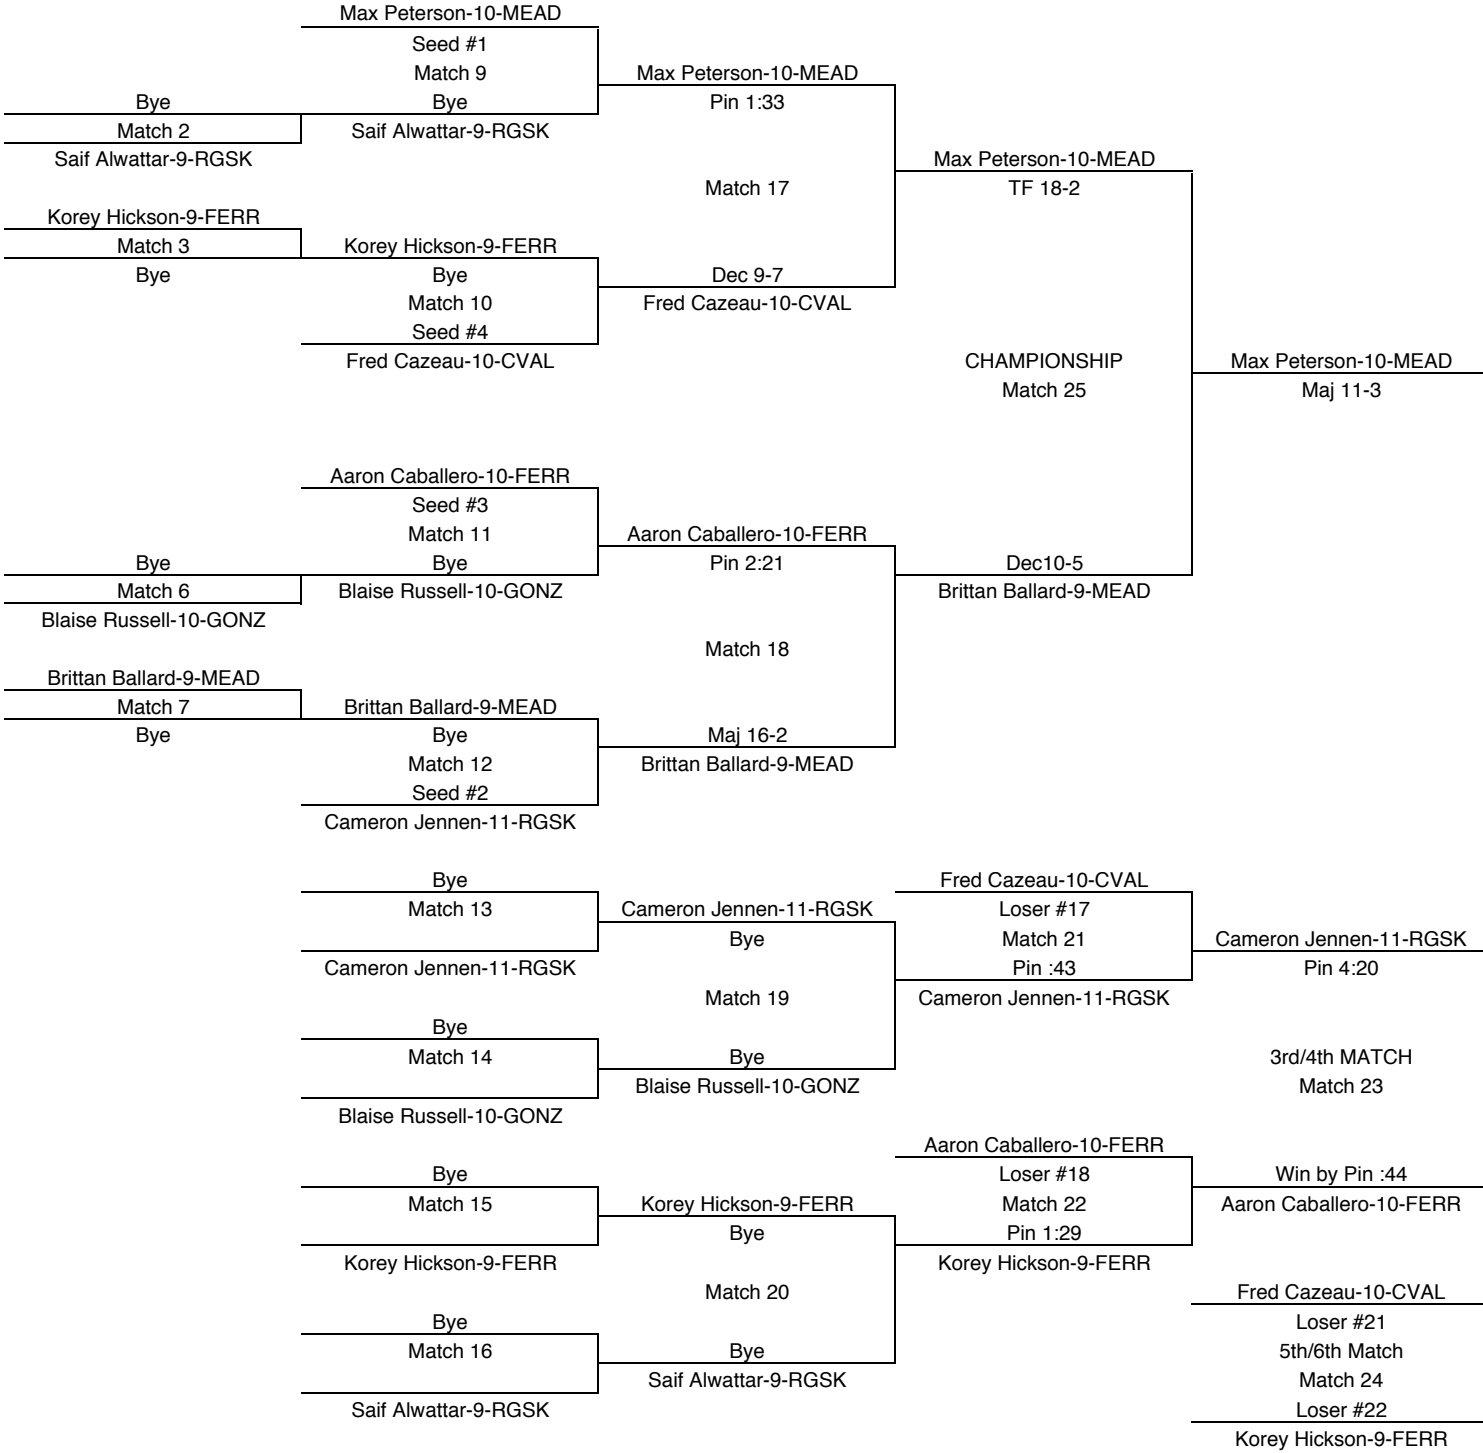 Max Peterson-10-MEAD
Seed #1
Match 9
Max Peterson-10-MEAD
Bye
Bye
Pin 1:33
Match 2
Saif Alwattar-9-RGSK
Saif Alwattar-9-RGSK
Max Peterson-10-MEAD
Match 17
TF 18-2
Korey Hickson-9-FERR
Match 3
Korey Hickson-9-FERR
Bye
Bye
Dec 9-7
Match 10
Fred Cazeau-10-CVAL
Seed #4
Fred Cazeau-10-CVAL
CHAMPIONSHIP
Max Peterson-10-MEAD
Match 25
Maj 11-3
Aaron Caballero-10-FERR
Seed #3
Match 11
Aaron Caballero-10-FERR
Bye
Bye
Pin 2:21
Dec10-5
Match 6
Blaise Russell-10-GONZ
Brittan Ballard-9-MEAD
Blaise Russell-10-GONZ
Match 18
Brittan Ballard-9-MEAD
Match 7
Brittan Ballard-9-MEAD
Bye
Bye
Maj 16-2
Match 12
Brittan Ballard-9-MEAD
Seed #2
Cameron Jennen-11-RGSK
Bye
Fred Cazeau-10-CVAL
Match 13
Cameron Jennen-11-RGSK
Loser #17
Bye
Match 21
Cameron Jennen-11-RGSK
Cameron Jennen-11-RGSK
Pin :43
Pin 4:20
Match 19
Cameron Jennen-11-RGSK
Bye
Match 14
Bye
3rd/4th MATCH
Blaise Russell-10-GONZ
Match 23
Blaise Russell-10-GONZ
Aaron Caballero-10-FERR
Bye
Loser #18
Win by Pin :44
Match 15
Korey Hickson-9-FERR
Match 22
Aaron Caballero-10-FERR
Bye
Pin 1:29
Korey Hickson-9-FERR
Korey Hickson-9-FERR
Match 20
Fred Cazeau-10-CVAL
Bye
Loser #21
Match 16
Bye
5th/6th Match
Saif Alwattar-9-RGSK
Match 24
Saif Alwattar-9-RGSK
Loser #22
Korey Hickson-9-FERR